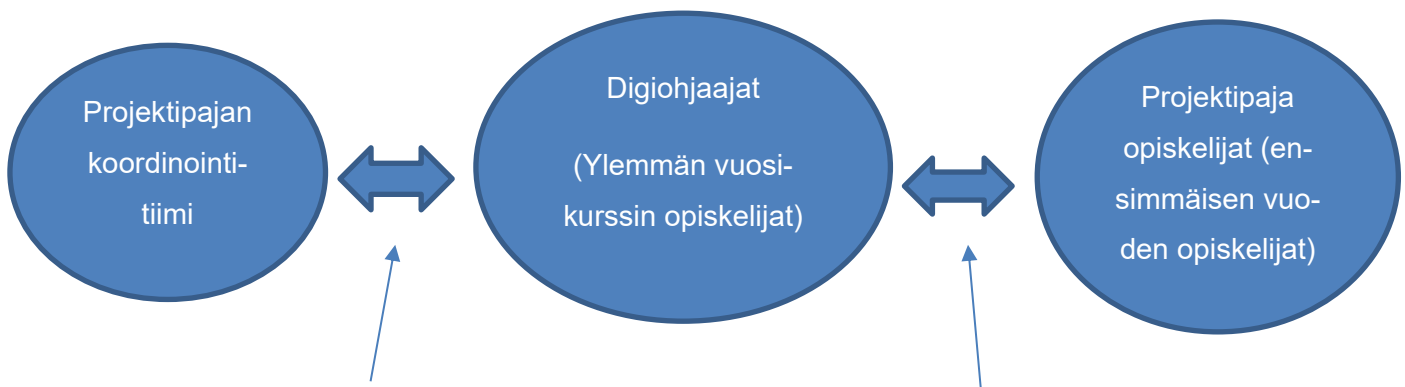 Projektipajan
koordinointi-
tiimi
Digiohjaajat
(Ylemmän vuosi-
kurssin opiskelijat)
Projektipaja
opiskelijat (en-
simmäisen vuo-
den opiskelijat)